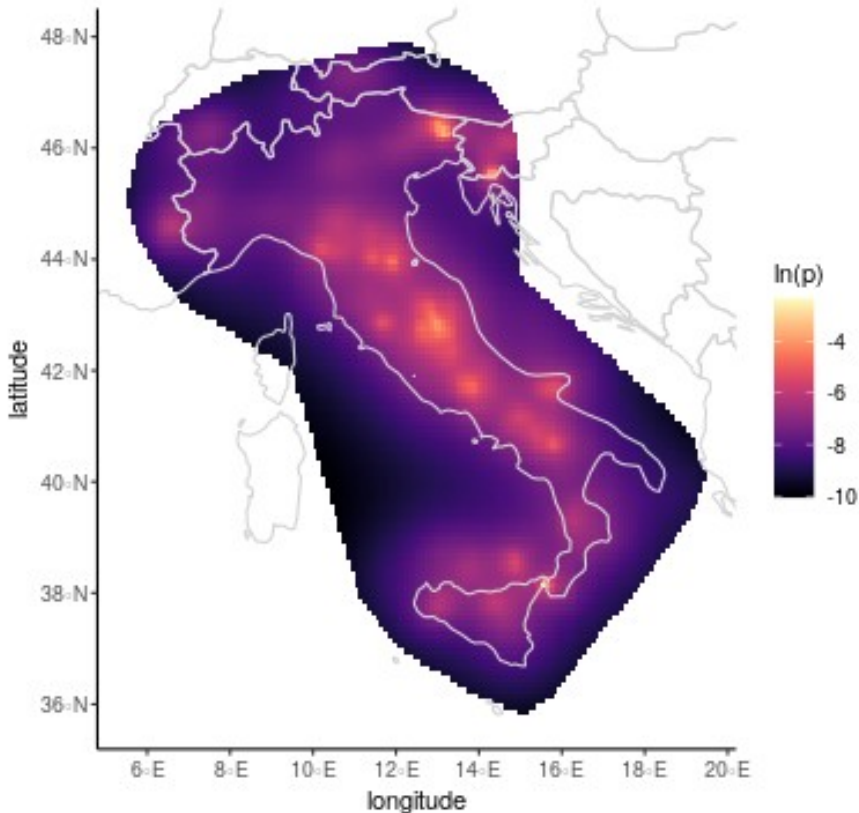 48◦N
46◦N
44◦N
42◦N
40◦N
38◦N
36◦N
latitude
6◦E 8◦E 10◦E 12◦E 14◦E 16◦E 18◦E 20◦E
longitude
ln(p)
-4
-6
-8
-10